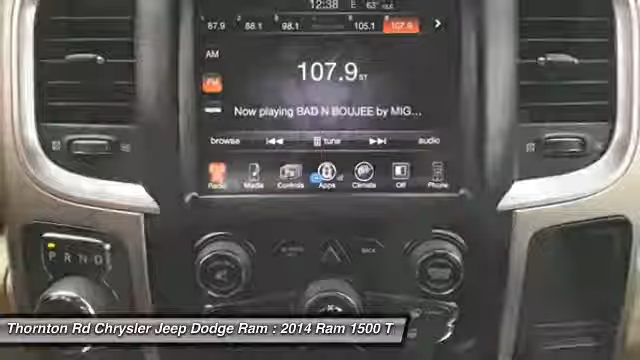 12:38 E 63°
87.9 88.1 98.1 105.1 107.9
AM
FM
107.9 ST
Now playing BAD N BOUJEE by MIG...
browse tune audio
Radio Media Controls Apps Climate Off Phone
BACK
P R N D
Thornton Rd Chrysler Jeep Dodge Ram : 2014 Ram 1500 T